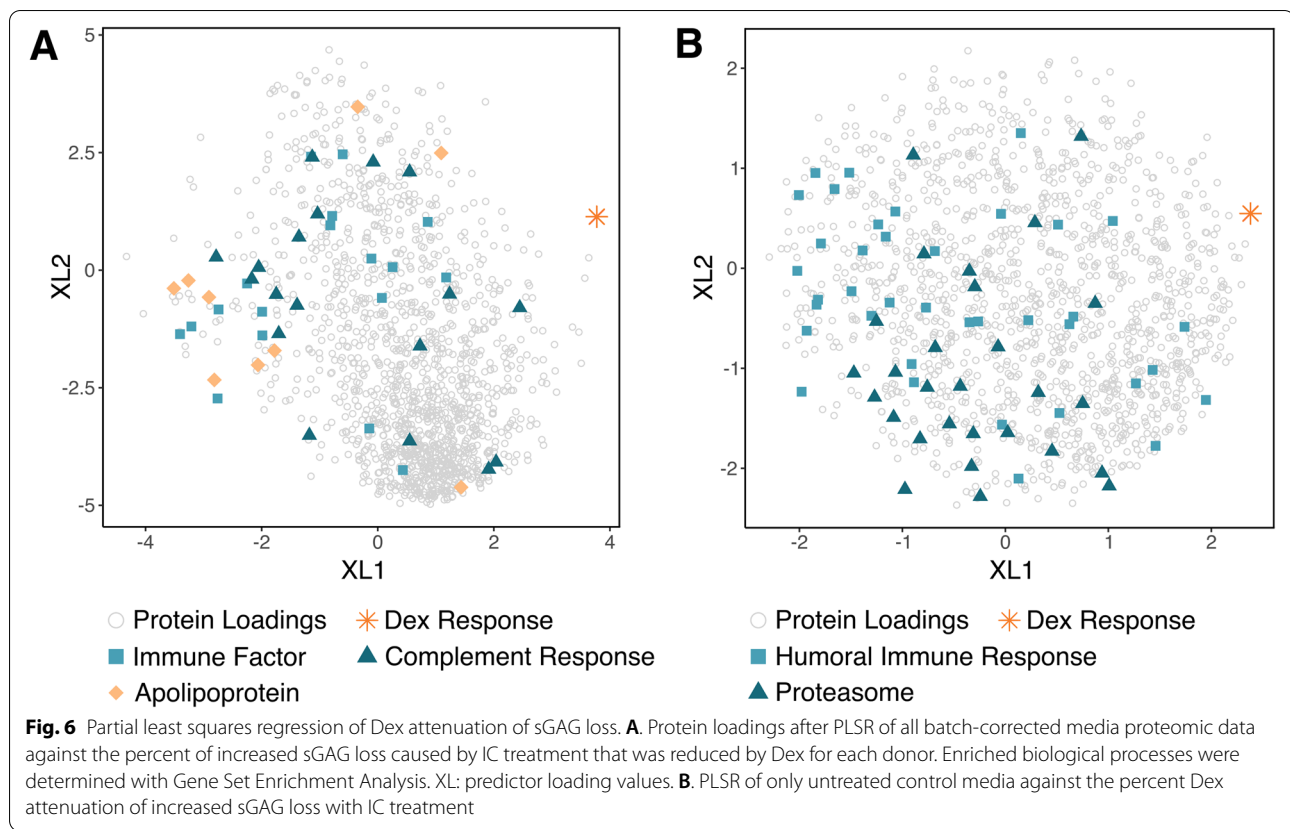 A
B
5
2.5
0
-2.5
-5
XL2
-4 -2 0 2 4
XL1
2
1
0
-1
-2
XL2
-2 -1 0 1 2
XL1
Protein Loadings Dex Response
Immune Factor Complement Response
Apolipoprotein
Protein Loadings Dex Response
Humoral Immune Response
Proteasome
Fig. 6 Partial least squares regression of Dex attenuation of sGAG loss. A. Protein loadings after PLSR of all batch-corrected media proteomic data
against the percent of increased sGAG loss caused by IC treatment that was reduced by Dex for each donor. Enriched biological processes were
determined with Gene Set Enrichment Analysis. XL: predictor loading values. B. PLSR of only untreated control media against the percent Dex
attenuation of increased sGAG loss with IC treatment